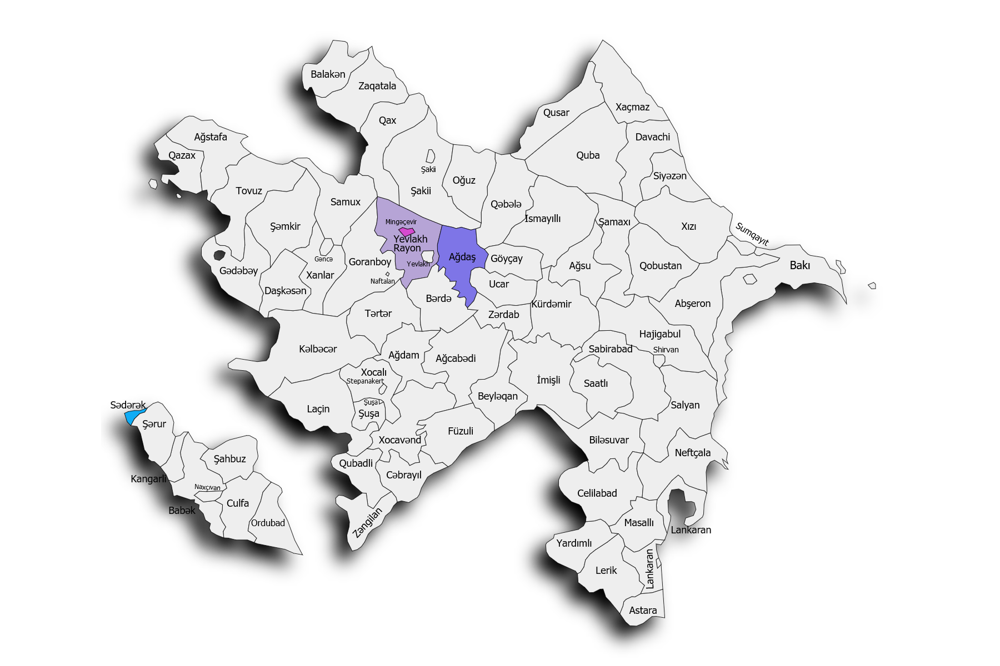 Balakən
Zaqatala
Qax
Xaçmaz
Qusar
Ağstafa
Davachi
Qazax
Quba
Şakii
Siyəzən
Oğuz
Tovuz
Şakii
Samux
Qəbələ
Ismayıllı
Mingəçevir
Şamaxı
Şəmkir
Xızı
Sumqayıt
Yevlakh
Rayon
Ağdaş
Göyçay
Gəncə
Goranboy
Yevlakh
Ağsu
Qobustan
Bakı
Gədəbəy
Xanlar
Naftalan
Ucar
Daşkəsən
Bərdə
Kürdəmir
Abşeron
Tərtər
Zərdab
Hajigabul
Kəlbəcər
Ağdam
Ağcabədi
Sabirabad
Shirvan
Xocalı
Stepanakert
İmişli
Saatlı
Beyləqan
Şuşa
Sədərək
Laçin
Şuşa
Salyan
Şərur
Füzuli
Xocavənd
Biləsuvar
Neftçala
Şahbuz
Qubadli
Cəbrayıl
Kangarli
Naxçıvan
Celilabad
Culfa
Babək
Ordubad
Zəngilan
Masallı
Lankaran
Yardımlı
Lerik
Lankaran
Astara